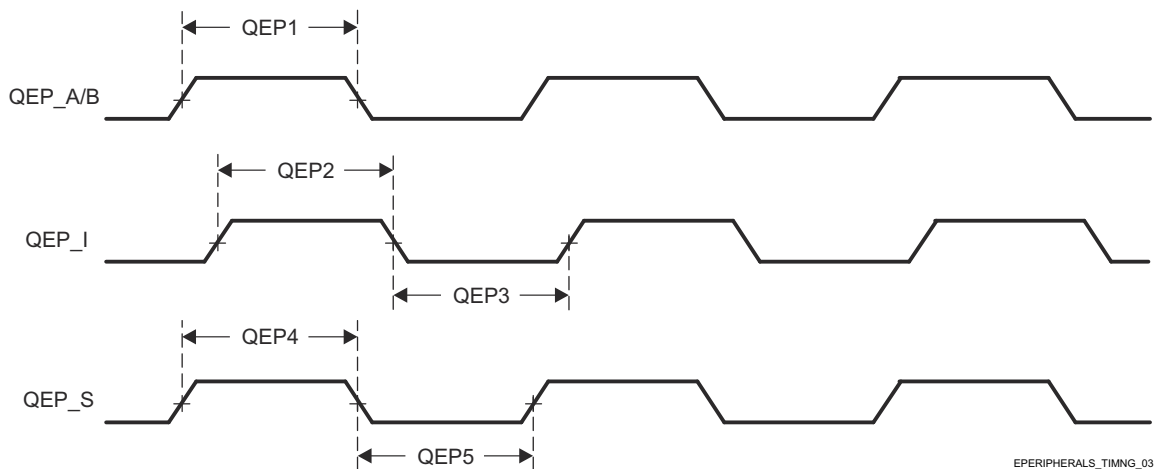 QEP1
QEP_A/B
QEP2
QEP_I
QEP3
QEP4
QEP_S
QEP5
EPERIPHERALS_TIMNG_03